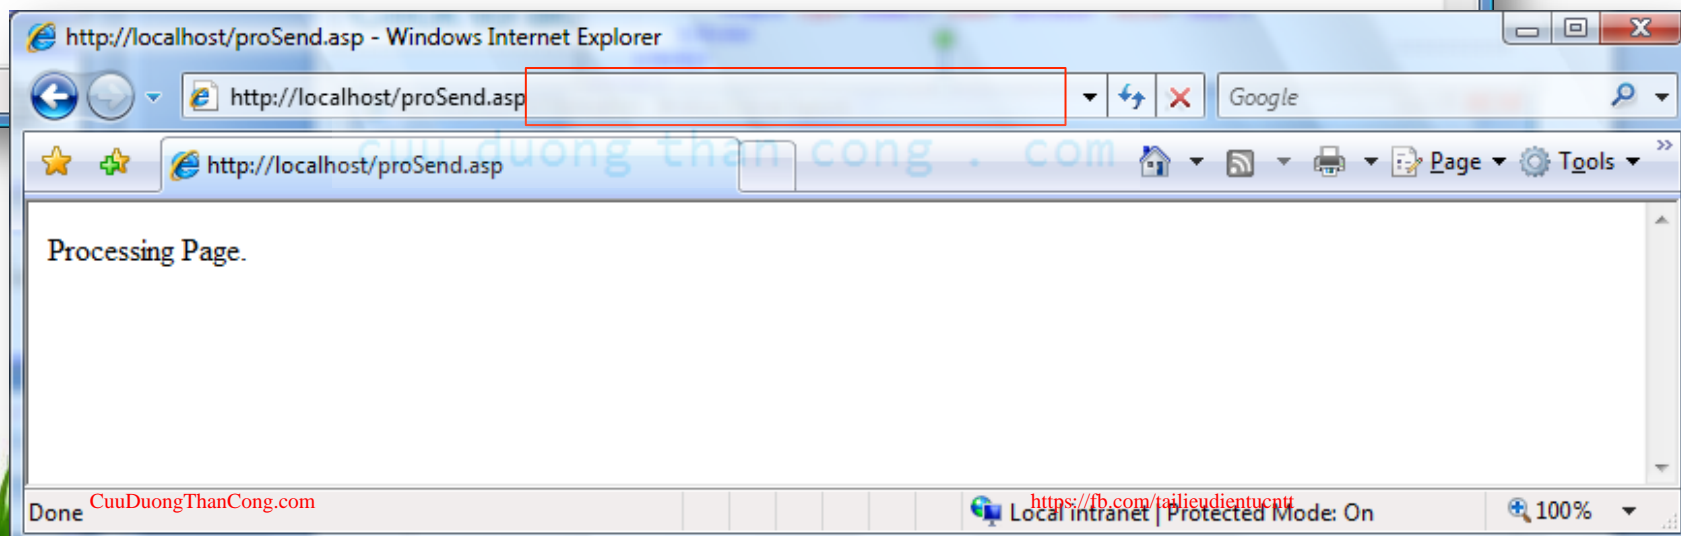 http://localhost/proSend.asp - Windows Internet Explorer
http://localhost/proSend.asp
Google
cuu duong than cong . com
http://localhost/proSend.asp
Page
Tools
Processing Page.
Done
CuuDuongThanCong.com
https://fb.com/tailieudientucntt
Local intranet | Protected Mode: On
100%